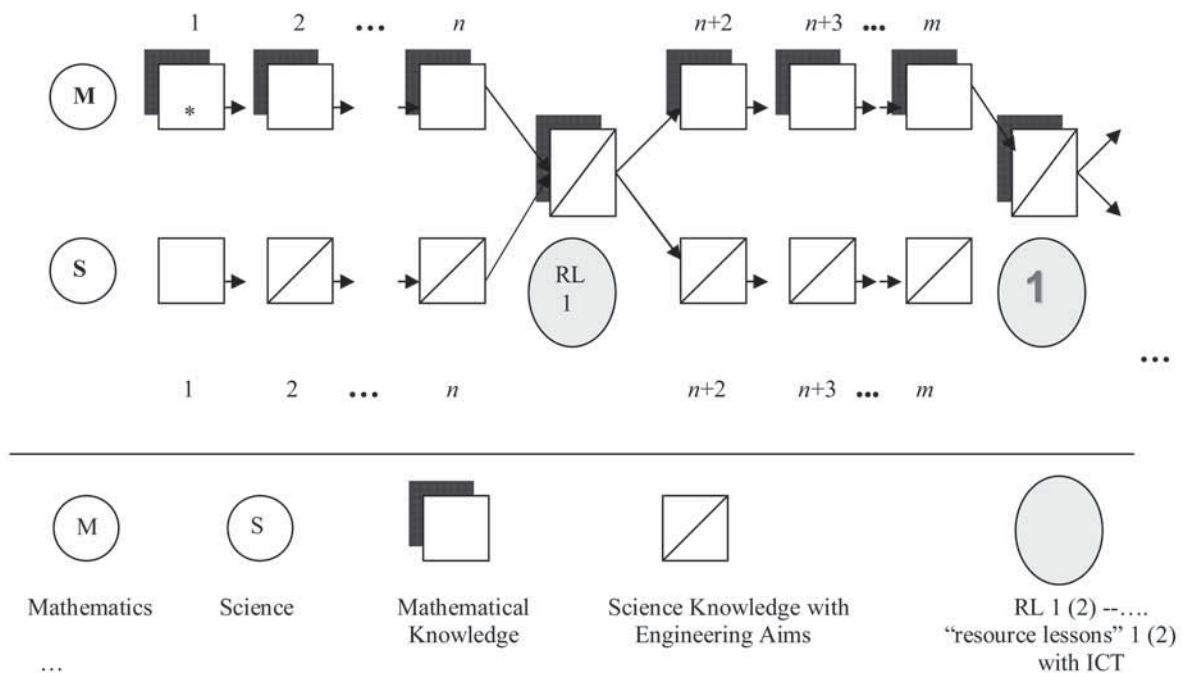 1 2 ... n n+2 n+3 ... m
M *
S RL
1 1
...
1 2 ... n n+2 n+3 ... m
M S
Mathematics Science Mathematical
Knowledge Science Knowledge with
Engineering Aims RL 1 (2) --….
“resource lessons” 1 (2)
with ICT
...